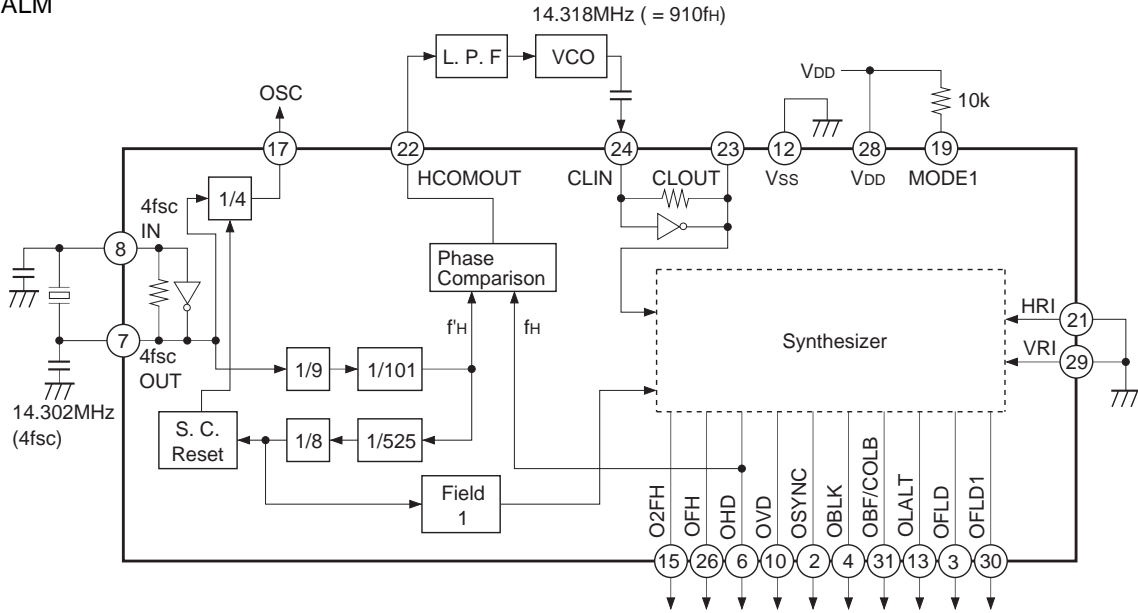 ALM
14.318MHz ( = 910fH)
L. P. F
VCO
VDD
10k
OSC
17
22
24
23
12
28
19
HCOMOUT
CLIN
CLOUT
VSS
VDD
MODE1
1/4
4fsc
IN
8
Phase
Comparison
HRI
21
Synthesizer
f'H
fH
7
VRI
29
4fsc
OUT
1/9
1/101
14.302MHz
(4fsc)
S. C.
Reset
1/8
1/525
Field
1
O2FH
OFH
OHD
OVD
OSYNC
OBLK
OBF/COLB
OLALT
OFLD
OFLD1
15
26
6
10
2
4
31
13
3
30